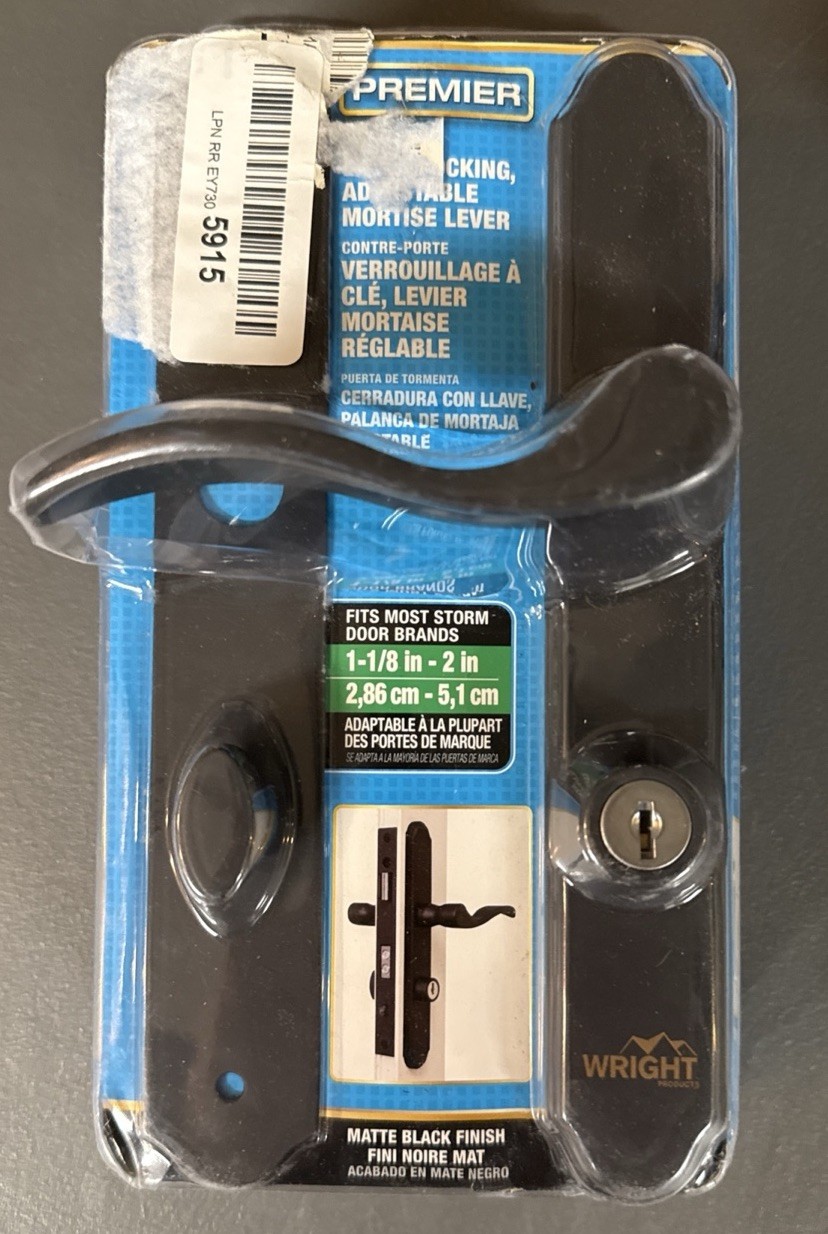 PREMIER
LPN RR EY730 5915
CKING,
MORTISE LEVER
CONTRE-PORTE
VERROUILLAGE À
CLÉ, LEVIER
MORTAISE
RÉGLABLE
PUERTA DE TORMENTA
CERRADURA CON LLAVE,
PALANCA DE MORTAJA
TABLE
FITS MOST STORM
DOOR BRANDS
1-1/8 in - 2 in
2,86 cm - 5,1 cm
ADAPTABLE À LA PLUPART
DES PORTES DE MARQUE
SE ADAPTA A LA MAYORIA DE LAS PUERTAS DE MARCA
WRIGHT
PRODUCTS
MATTE BLACK FINISH
FINI NOIRE MAT
ACABADO EN MATE NEGRO